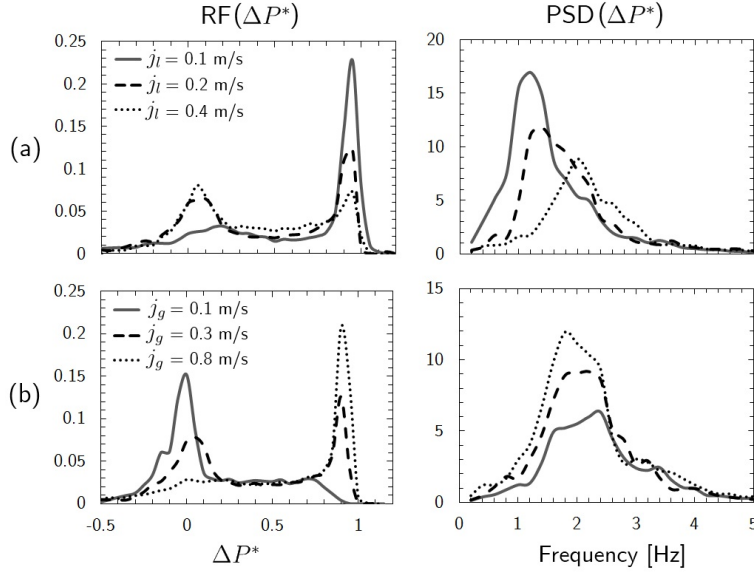 RF(ΔP*) PSD(ΔP*)
(a)
0.25
0.2
0.15
0.1
0.05
0
j_l = 0.1 m/s
j_l = 0.2 m/s
j_l = 0.4 m/s
20
15
10
5
0
(b)
0.25
0.2
0.15
0.1
0.05
0
j_g = 0.1 m/s
j_g = 0.3 m/s
j_g = 0.8 m/s
-0.5 0 0.5 1
ΔP*
15
10
5
0
0 1 2 3 4 5
Frequency [Hz]